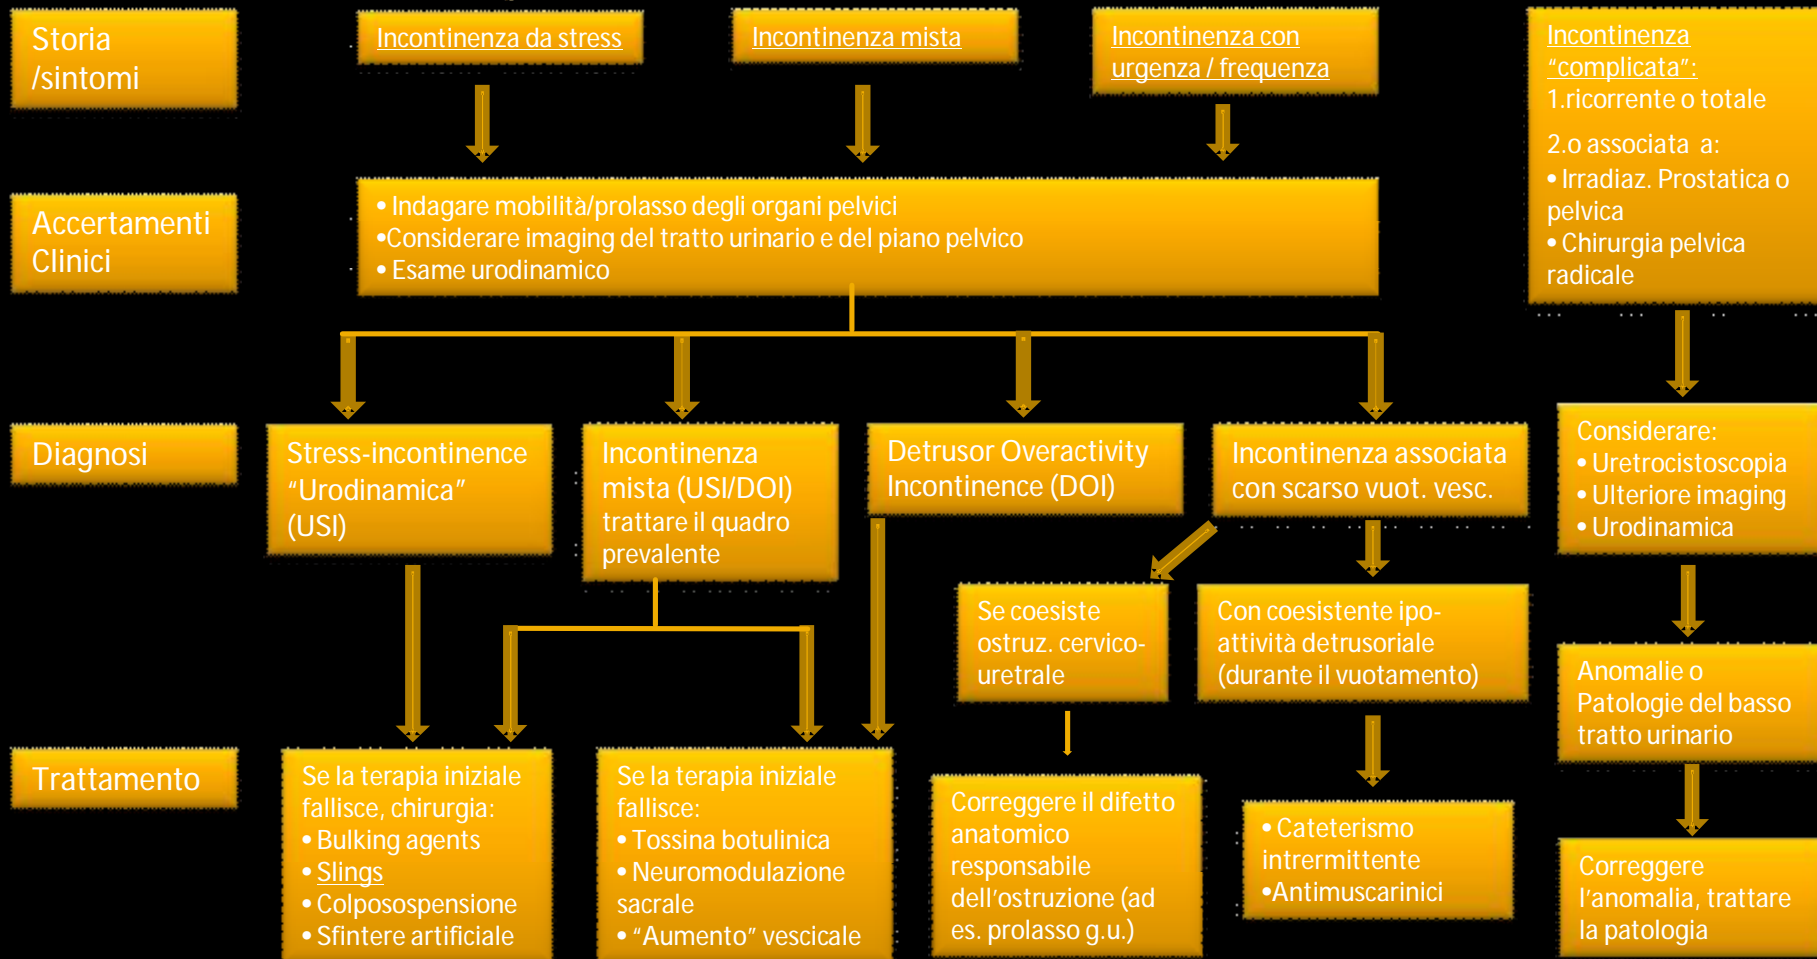 Storia
/sintomi
Incontinenza da stress
Incontinenza mista
Incontinenza con
urgenza / frequenza
Incontinenza
“complicata”:
1.ricorrente o totale
2.o associata a:
• Irradiaz. Prostatica o
pelvica
• Chirurgia pelvica
radicale
Accertamenti
Clinici
• Indagare mobilità/prolasso degli organi pelvici
•Considerare imaging del tratto urinario e del piano pelvico
• Esame urodinamico
Diagnosi
Stress-incontinence
“Urodinamica”
(USI)
Incontinenza
mista (USI/DOI)
trattare il quadro
prevalente
Detrusor Overactivity
Incontinence (DOI)
Incontinenza associata
con scarso vuot. vesc.
Considerare:
• Uretrocistoscopia
• Ulteriore imaging
• Urodinamica
Se coesiste
ostruz. cervico-
uretrale
Con coesistente ipo-
attività detrusoriale
(durante il vuotamento)
Anomalie o
Patologie del basso
tratto urinario
Trattamento
Se la terapia iniziale
fallisce, chirurgia:
• Bulking agents
• Slings
• Colposospensione
• Sfintere artificiale
Se la terapia iniziale
fallisce:
• Tossina botulinica
• Neuromodulazione
sacrale
• “Aumento” vescicale
Correggere il difetto
anatomico
responsabile
dell’ostruzione (ad
es. prolasso g.u.)
• Cateterismo
intrermittente
•Antimuscarinici
Correggere
l’anomalia, trattare
la patologia